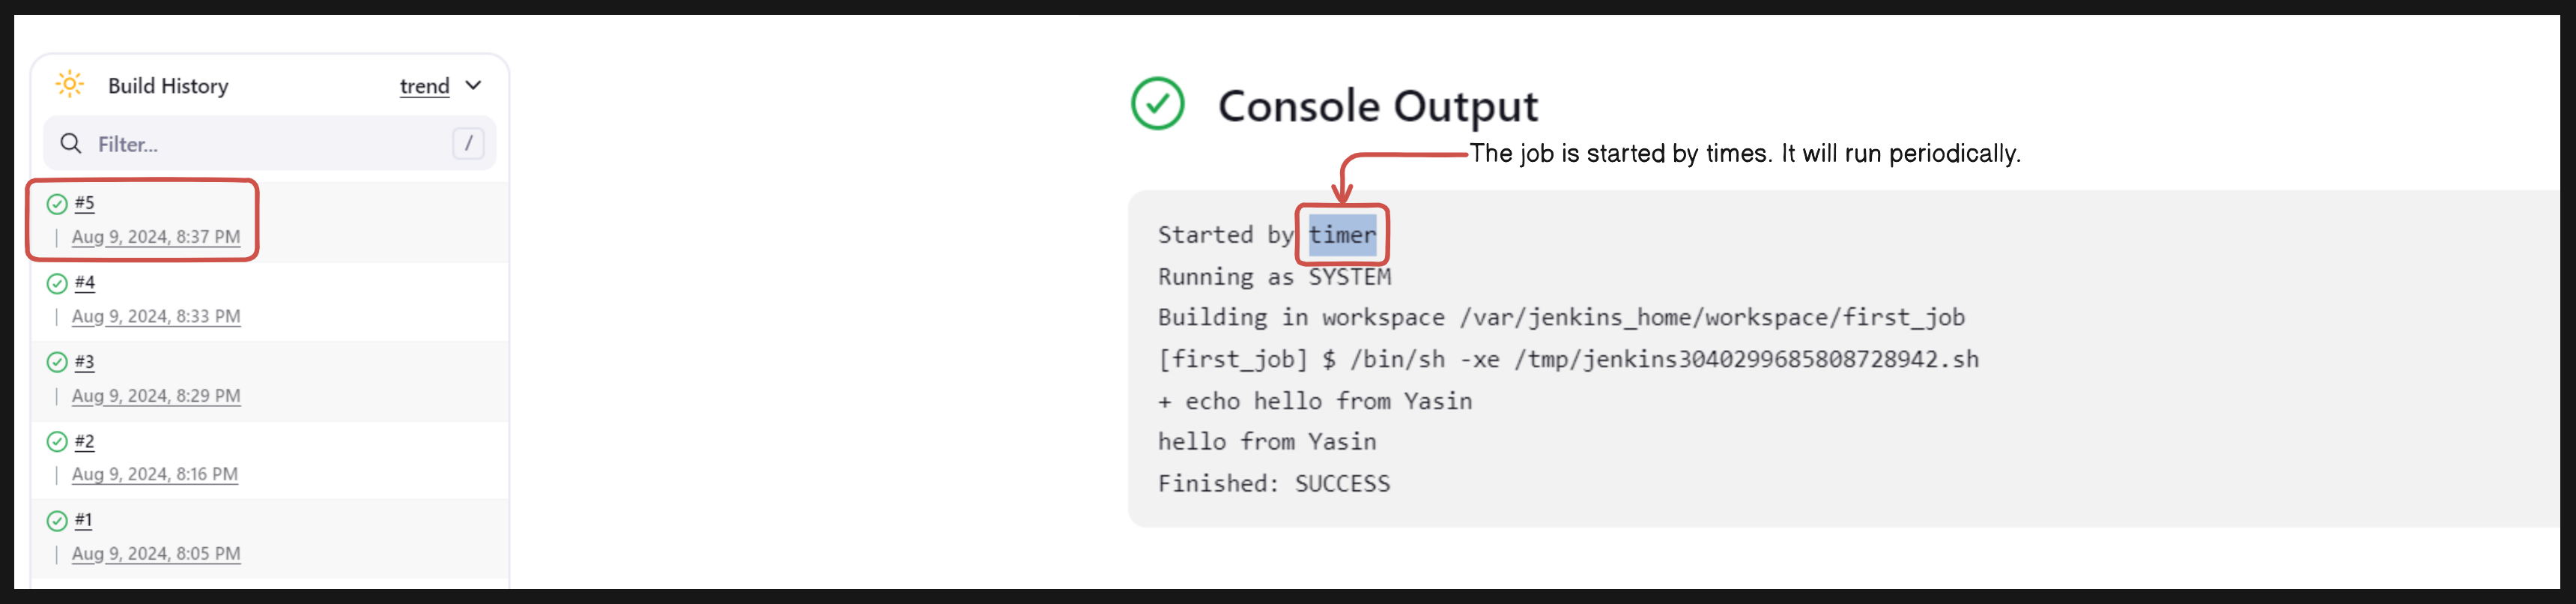 Build History
trend
Filter...
/
#5
Aug 9, 2024, 8:37 PM
#4
Aug 9, 2024, 8:33 PM
#3
Aug 9, 2024, 8:29 PM
#2
Aug 9, 2024, 8:16 PM
#1
Aug 9, 2024, 8:05 PM
Console Output
The job is started by times. It will run periodically.
Started by timer
Running as SYSTEM
Building in workspace /var/jenkins_home/workspace/first_job
[first_job] $ /bin/sh -xe /tmp/jenkins3040299685808728942.sh
+ echo hello from Yasin
hello from Yasin
Finished: SUCCESS